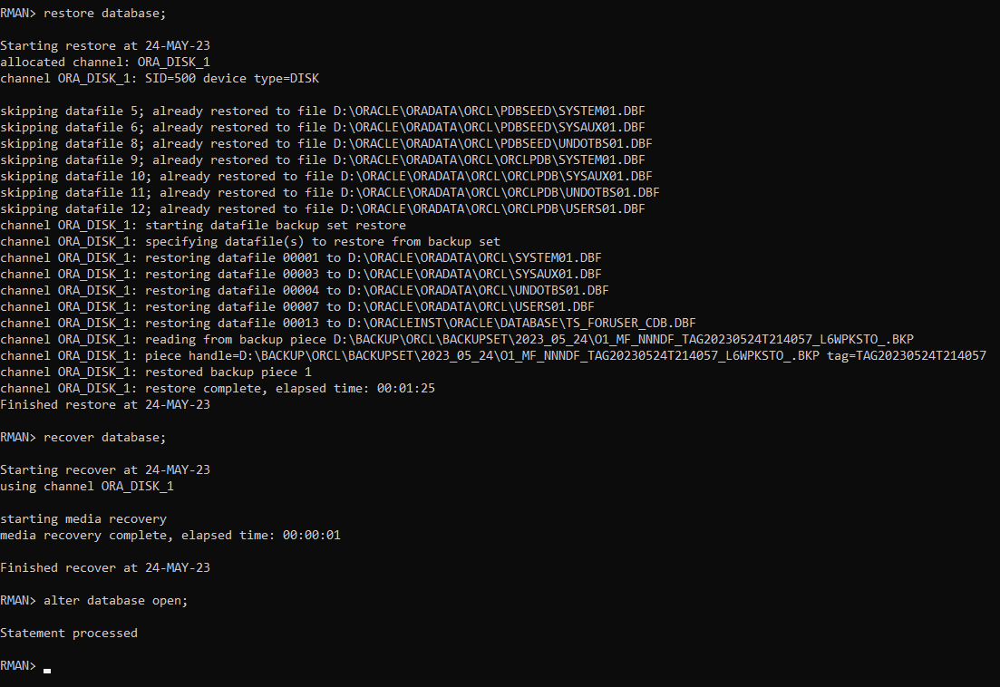 RMAN> restore database;
Starting restore at 24-MAY-23
allocated channel: ORA_DISK_1
channel ORA_DISK_1: SID=500 device type=DISK
skipping datafile 5; already restored to file D:\ORACLE\ORADATA\ORCL\PDBSEED\SYSTEM01.DBF
skipping datafile 6; already restored to file D:\ORACLE\ORADATA\ORCL\PDBSEED\SYSAUX01.DBF
skipping datafile 8; already restored to file D:\ORACLE\ORADATA\ORCL\PDBSEED\UNDOTBS01.DBF
skipping datafile 9; already restored to file D:\ORACLE\ORADATA\ORCL\ORCLPDB\SYSTEM01.DBF
skipping datafile 10; already restored to file D:\ORACLE\ORADATA\ORCL\ORCLPDB\SYSAUX01.DBF
skipping datafile 11; already restored to file D:\ORACLE\ORADATA\ORCL\ORCLPDB\UNDOTBS01.DBF
skipping datafile 12; already restored to file D:\ORACLE\ORADATA\ORCL\ORCLPDB\USERS01.DBF
channel ORA_DISK_1: starting datafile backup set restore
channel ORA_DISK_1: specifying datafile(s) to restore from backup set
channel ORA_DISK_1: restoring datafile 00001 to D:\ORACLE\ORADATA\ORCL\SYSTEM01.DBF
channel ORA_DISK_1: restoring datafile 00003 to D:\ORACLE\ORADATA\ORCL\SYSAUX01.DBF
channel ORA_DISK_1: restoring datafile 00004 to D:\ORACLE\ORADATA\ORCL\UNDOTBS01.DBF
channel ORA_DISK_1: restoring datafile 00007 to D:\ORACLE\ORADATA\ORCL\USERS01.DBF
channel ORA_DISK_1: restoring datafile 00013 to D:\ORACLEINST\ORACLE\DATABASE\TS_FORUSER_CDB.DBF
channel ORA_DISK_1: reading from backup piece D:\BACKUP\ORCL\BACKUPSET\2023_05_24\O1_MF_NNNDF_TAG20230524T214057_L6WPKSTO_.BKP
channel ORA_DISK_1: piece handle=D:\BACKUP\ORCL\BACKUPSET\2023_05_24\O1_MF_NNNDF_TAG20230524T214057_L6WPKSTO_.BKP tag=TAG20230524T214057
channel ORA_DISK_1: restored backup piece 1
channel ORA_DISK_1: restore complete, elapsed time: 00:01:25
Finished restore at 24-MAY-23
RMAN> recover database;
Starting recover at 24-MAY-23
using channel ORA_DISK_1
starting media recovery
media recovery complete, elapsed time: 00:00:01
Finished recover at 24-MAY-23
RMAN> alter database open;
Statement processed
RMAN>